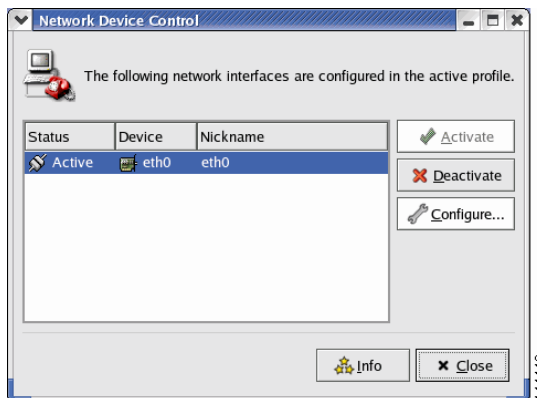 Network Device Control
The following network interfaces are configured in the active profile.
Status Device Nickname
Active eth0 eth0
Activate
Deactivate
Configure...
Info
Close